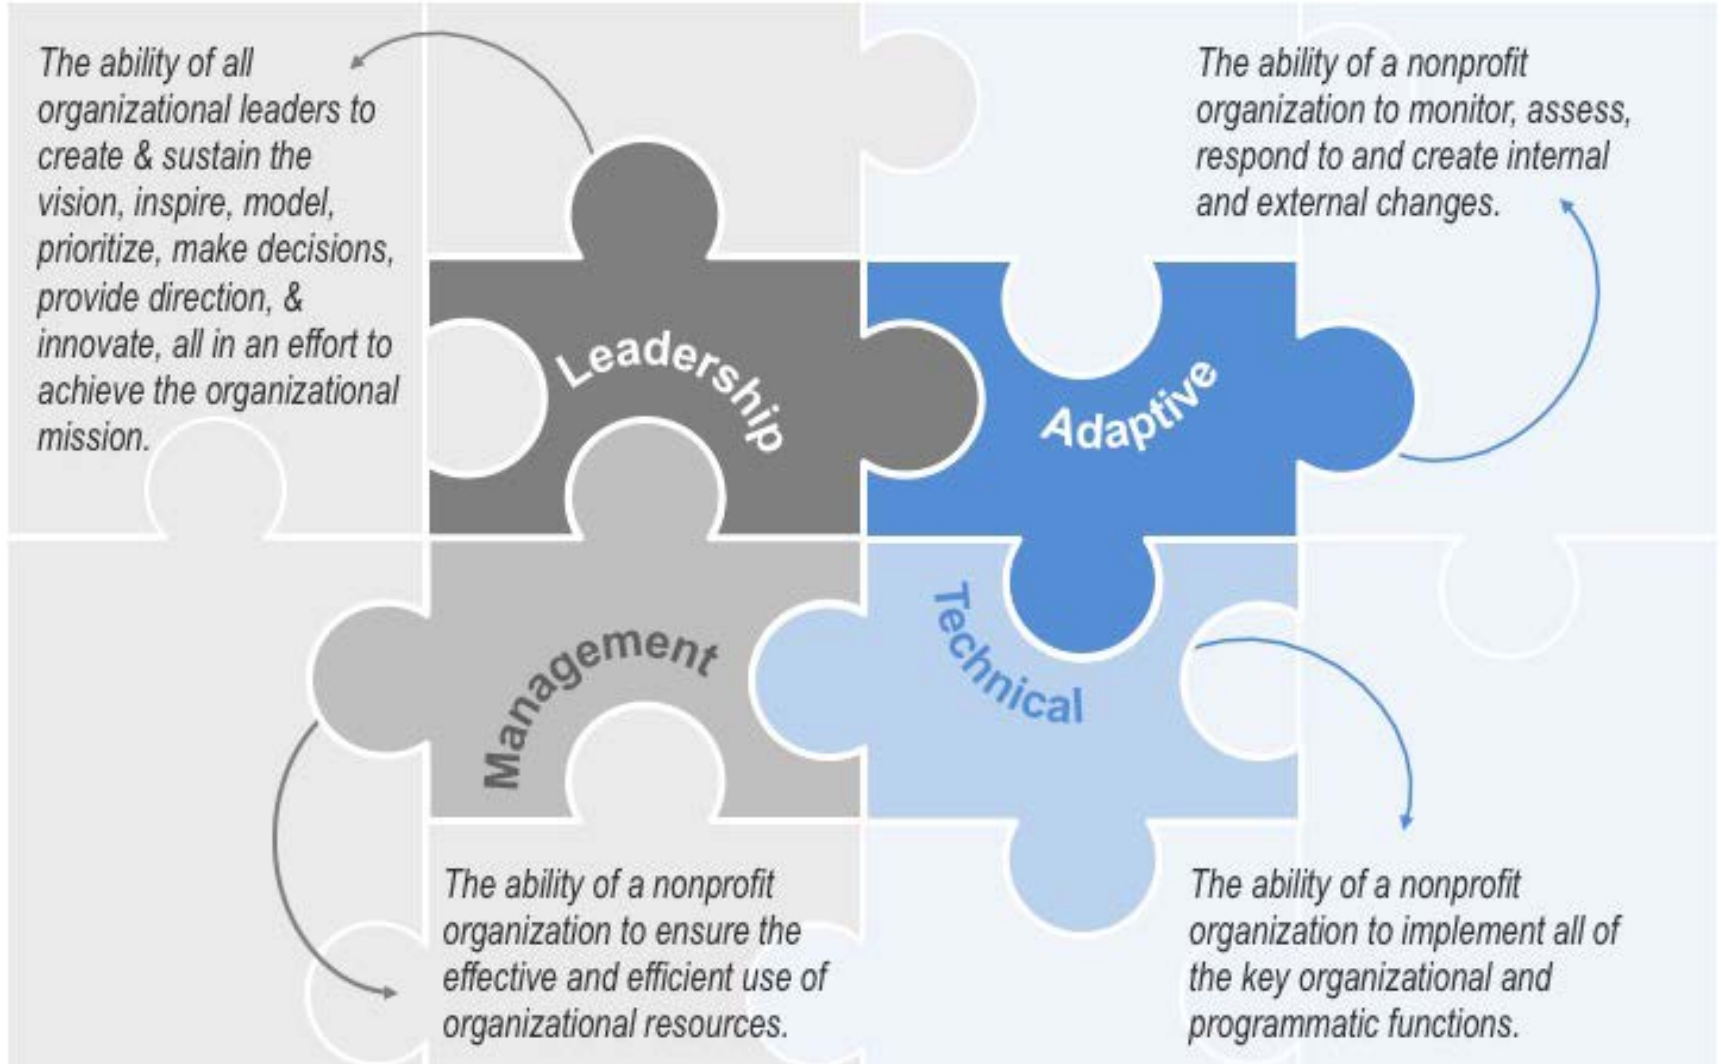 The ability of all
organizational leaders to
create & sustain the
vision, inspire, model,
prioritize, make decisions,
provide direction, &
innovate, all in an effort to
achieve the organizational
mission.
Leadership
The ability of a nonprofit
organization to monitor, assess,
respond to and create internal
and external changes.
Adaptive
Management
The ability of a nonprofit
organization to ensure the
effective and efficient use of
organizational resources.
Technical
The ability of a nonprofit
organization to implement all of
the key organizational and
programmatic functions.